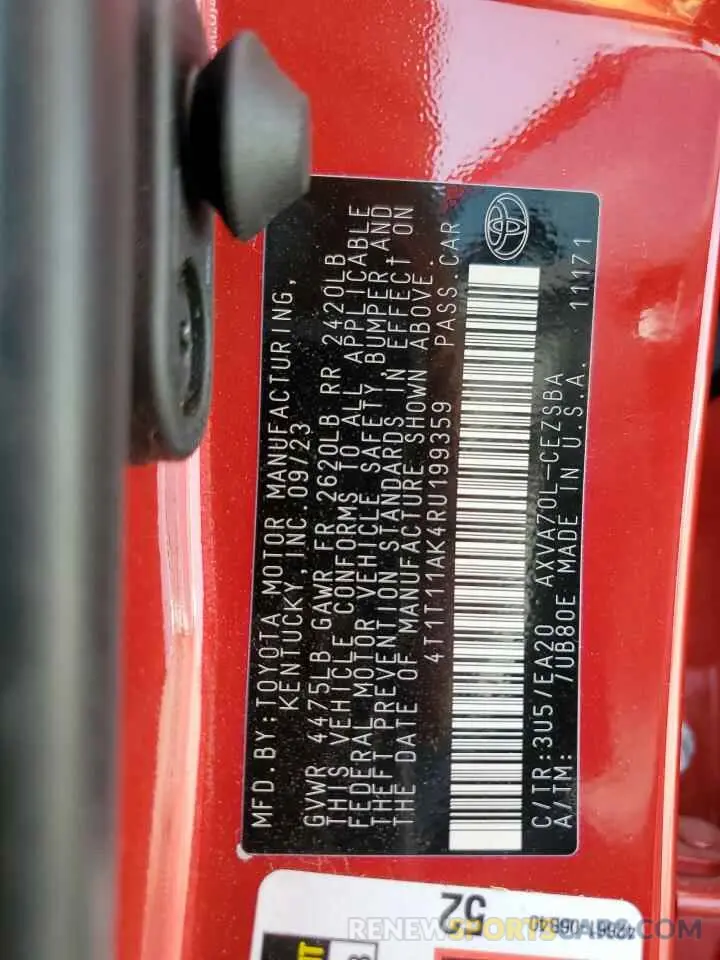 MFD.BY:TOYOTA MOTOR MANUFACTURING,
KENTUCKY,INC.09/23
GVWR 4475LB GAWR FR 2620LB RR 2420LB
THIS VEHICLE CONFORMS TO ALL APPLICABLE
FEDERAL MOTOR VEHICLE SAFETY,BUMPER,AND
THEFT PREVENTION STANDARDS IN EFFECT ON
THE DATE OF MANUFACTURE SHOWN ABOVE.
4T1T11AK4RU199359 PASS.CAR
C/TR:3U5/EA20 AXVA70L-CEZSBA
A/TM: /UB80E MADE IN U.S.A. 11171
52
RENEWSPORTSCARS.COM